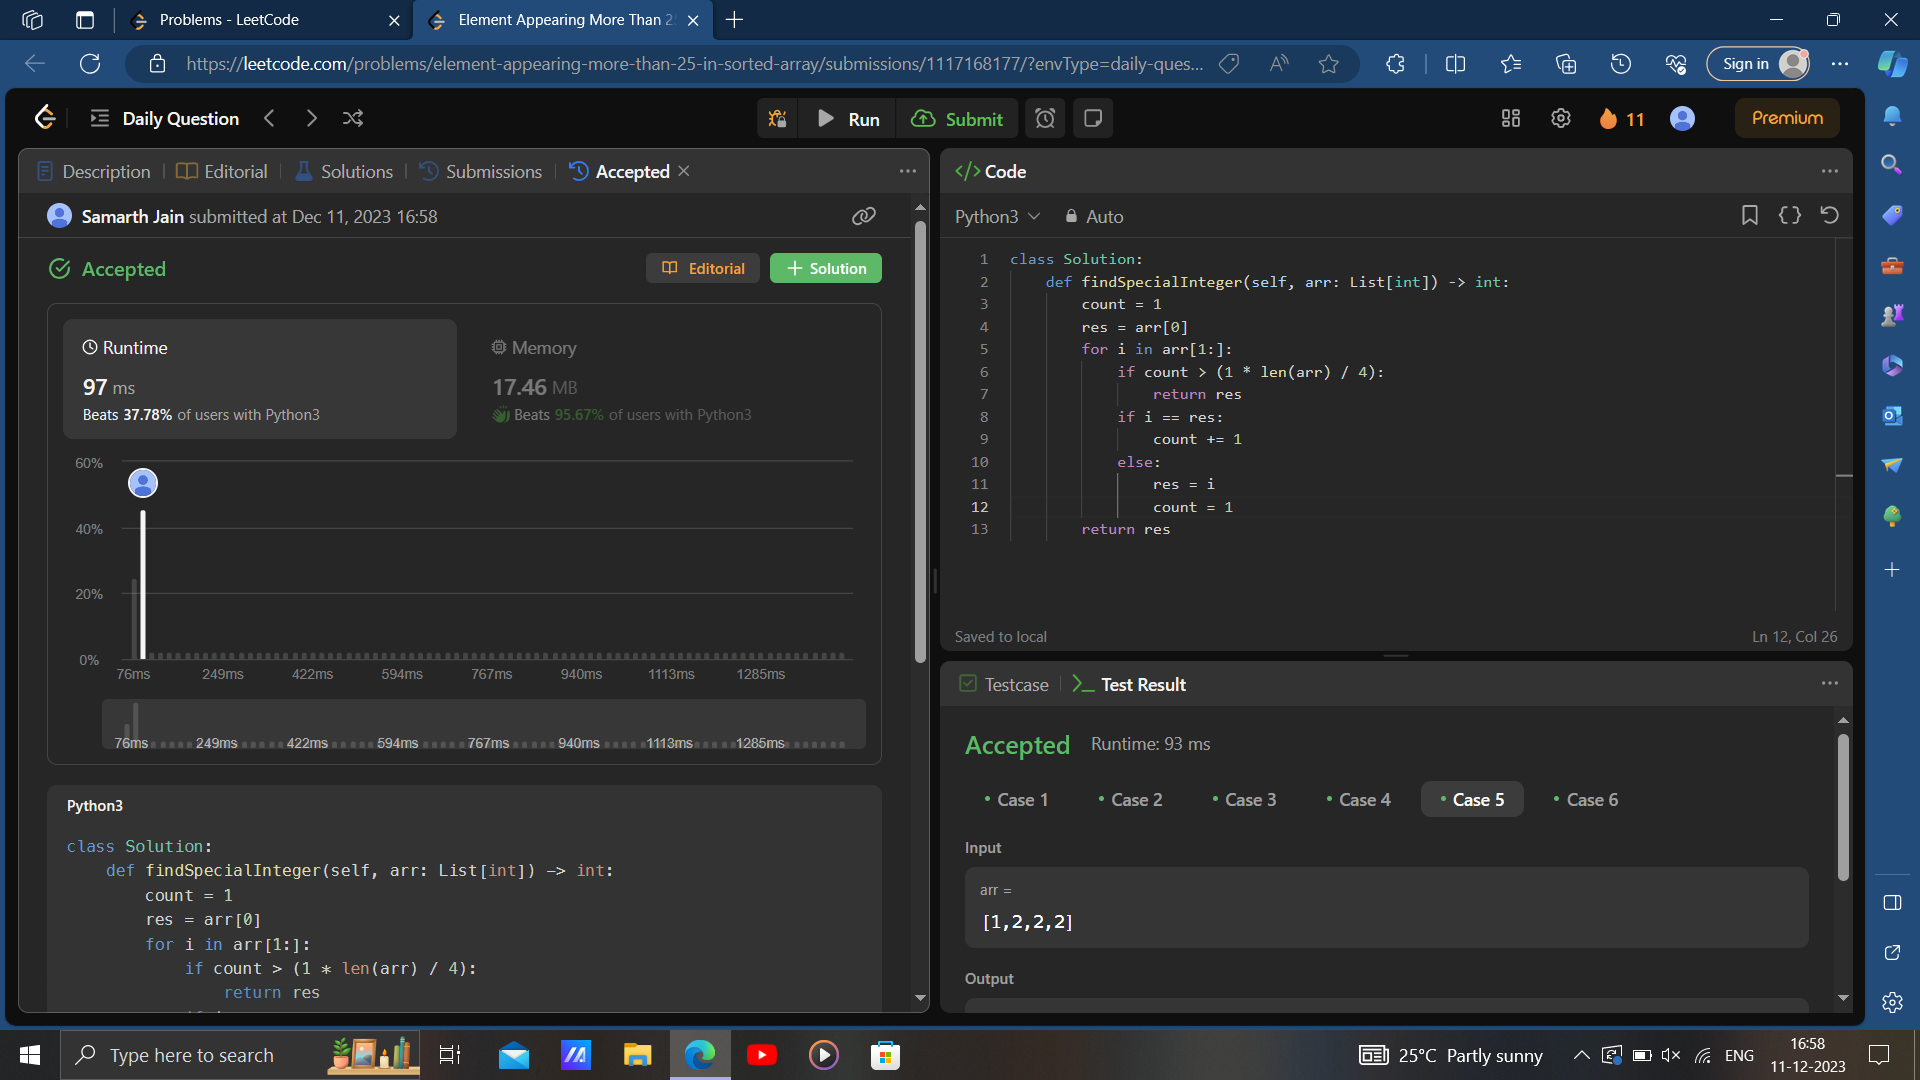 Problems - LeetCode
Element Appearing More Than 2
https://leetcode.com/problems/element-appearing-more-than-25-in-sorted-array/submissions/1117168177/?envType=daily-ques...
Sign in
Daily Question
Run
Submit
11
Premium
Description
Editorial
Solutions
Submissions
Accepted
Samarth Jain submitted at Dec 11, 2023 16:58
Accepted
Editorial
Solution
Runtime
97 ms
Beats 37.78% of users with Python3
Memory
17.46 MB
Beats 95.67% of users with Python3
60%
40%
20%
0%
76ms 249ms 422ms 594ms 767ms 940ms 1113ms 1285ms
76ms 249ms 422ms 594ms 767ms 940ms 1113ms 1285ms
Python3
class Solution:
    def findSpecialInteger(self, arr: List[int]) -> int:
        count = 1
        res = arr[0]
        for i in arr[1:]:
            if count > (1 * len(arr) / 4):
                return res
</> Code
Python3
Auto
1 class Solution:
2     def findSpecialInteger(self, arr: List[int]) -> int:
3         count = 1
4         res = arr[0]
5         for i in arr[1:]:
6             if count > (1 * len(arr) / 4):
7                 return res
8             if i == res:
9                 count += 1
10             else:
11                 res = i
12                 count = 1
13         return res
Saved to local
Ln 12, Col 26
Testcase
Test Result
Accepted
Runtime: 93 ms
Case 1
Case 2
Case 3
Case 4
Case 5
Case 6
Input
arr =
[1,2,2,2]
Output
Type here to search
25°C Partly sunny
ENG
16:58
11-12-2023